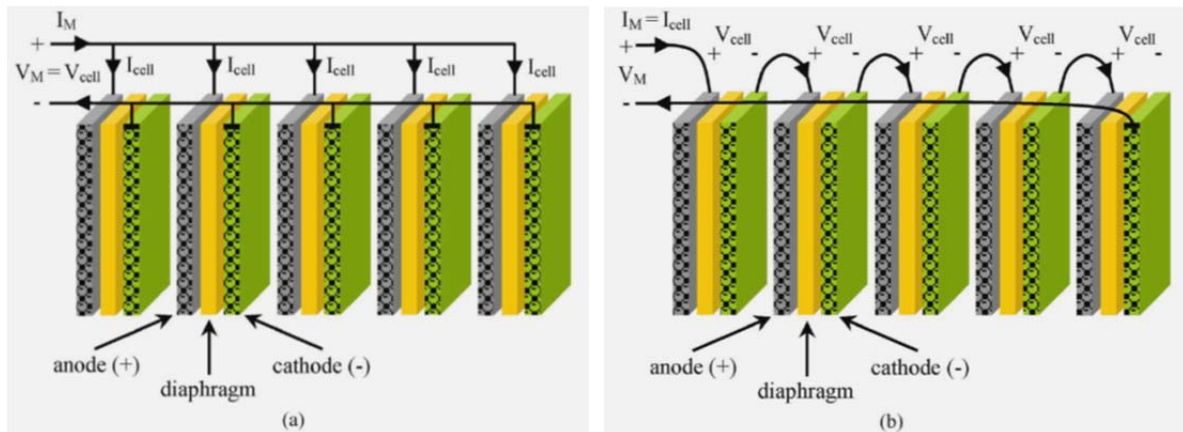 I_M
+
I_cell I_cell I_cell I_cell I_cell
V_M = V_cell
-
anode (+)
cathode (-)
diaphragm
(a)
I_M = I_cell
V_cell V_cell V_cell V_cell V_cell
+
+ - + - + - + - + -
V_M
-
anode (+)
cathode (-)
diaphragm
(b)